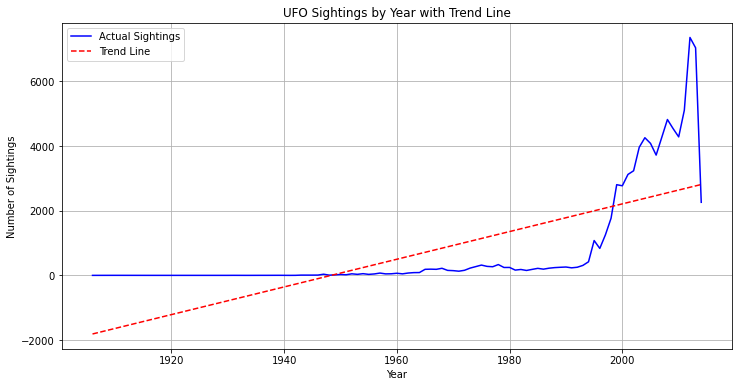 UFO Sightings by Year with Trend Line
Actual Sightings
Trend Line
Number of Sightings
6000
4000
2000
0
−2000
1920
1940
1960
1980
2000
Year